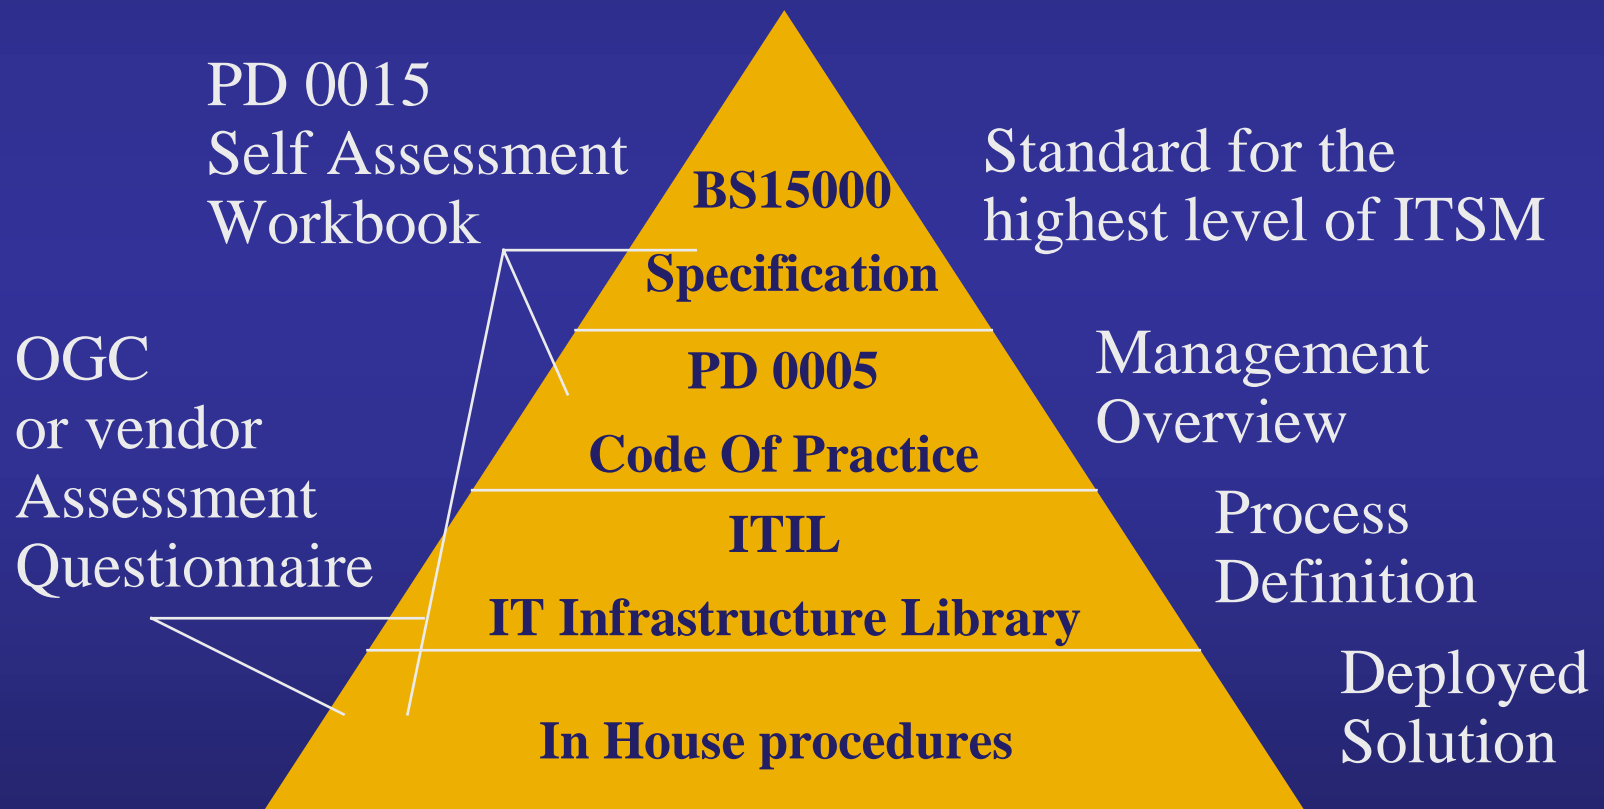 PD 0015
Self Assessment
Workbook
OGC
or vendor
Assessment
Questionnaire
BS15000
Specification
PD 0005
Code Of Practice
ITIL
IT Infrastructure Library
In House procedures
Standard for the
highest level of ITSM
Management
Overview
Process
Definition
Deployed
Solution